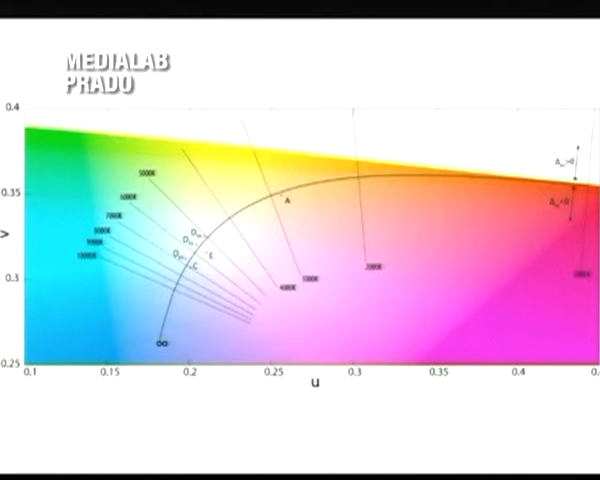 MEDIALAB
PRADO
0.4
0.35
0.3
0.25
v
5000K
6000K
7000K
8000K
9000K
10000K
A
E
C
4000K
3000K
2000K
∞
0.1
0.15
0.2
0.25
0.3
0.35
0.4
u